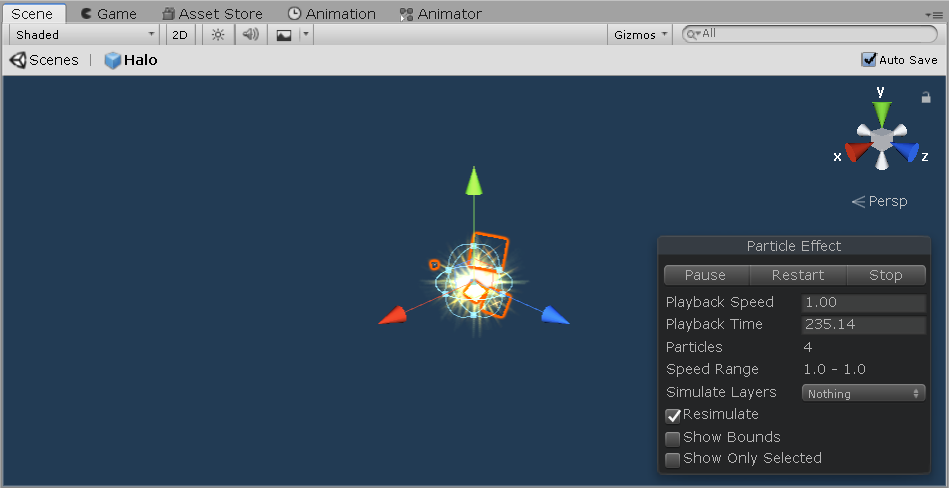 Scene Game Asset Store Animation Animator
Shaded 2D Gizmos All
Scenes | Halo Auto Save
y
x z
Persp
Particle Effect
Pause Restart Stop
Playback Speed 1.00
Playback Time 235.14
Particles 4
Speed Range 1.0 - 1.0
Simulate Layers Nothing
Resimulate
Show Bounds
Show Only Selected